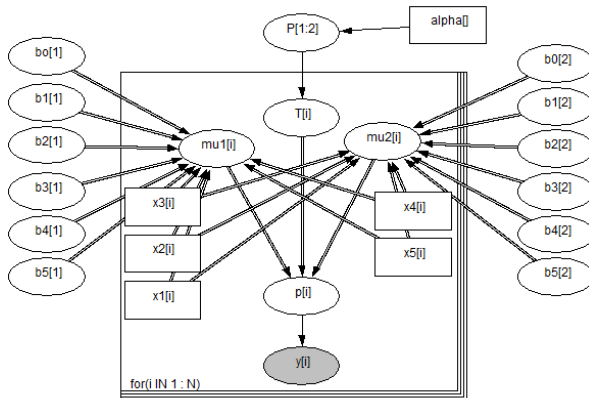 P[1:2]
alpha[]
bo[1]
b0[2]
b1[1]
T[i]
b1[2]
b2[1]
mu1[i]
mu2[i]
b2[2]
b3[1]
x3[i]
x4[i]
b3[2]
b4[1]
x2[i]
x5[i]
b4[2]
b5[1]
x1[i]
p[i]
b5[2]
y[i]
for(i IN 1 : N)